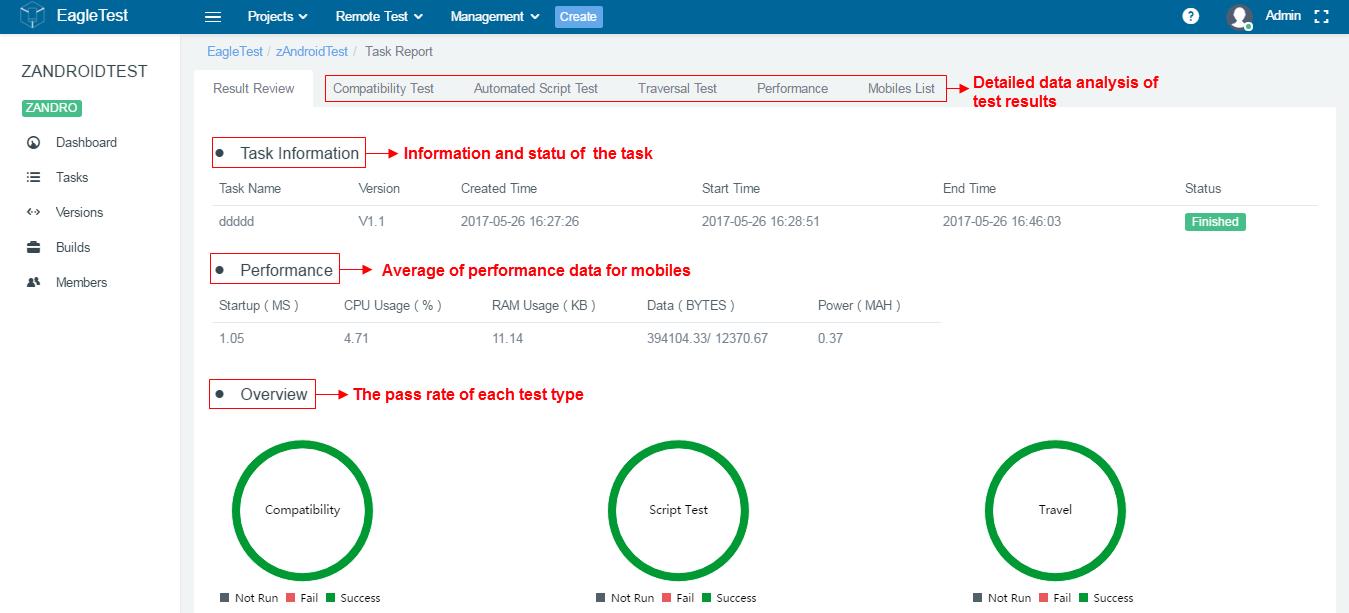 EagleTest Projects Remote Test Management Create ? Admin
ZANDROIDTEST
ZANDRO
Dashboard
Tasks
Versions
Builds
Members
EagleTest / zAndroidTest / Task Report
Result Review Compatibility Test Automated Script Test Traversal Test Performance Mobiles List
Detailed data analysis of
test results
Task Information
Information and statu of the task
Task Name Version Created Time Start Time End Time Status
ddddd V1.1 2017-05-26 16:27:26 2017-05-26 16:28:51 2017-05-26 16:46:03 Finished
Performance
Average of performance data for mobiles
Startup ( MS ) CPU Usage ( % ) RAM Usage ( KB ) Data ( BYTES ) Power ( MAH )
1.05 4.71 11.14 394104.33/ 12370.67 0.37
Overview
The pass rate of each test type
Compatibility Script Test Travel
Not Run Fail Success Not Run Fail Success Not Run Fail Success